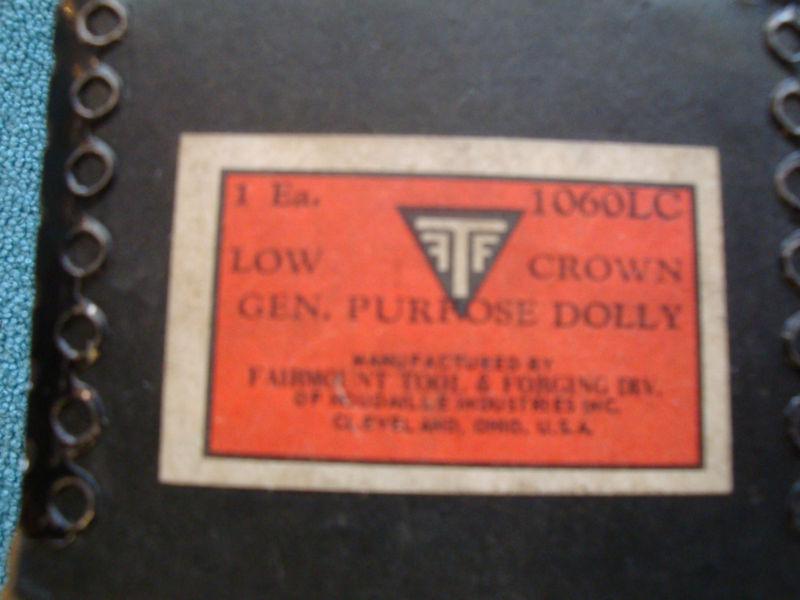 1 Ea. 1060LC
FTF
LOW CROWN
GEN. PURPOSE DOLLY
MANUFACTURED BY
FAIRMOUNT TOOL & FORGING DIV.
OF HOUDAILLE INDUSTRIES INC.
CLEVELAND, OHIO, U.S.A.